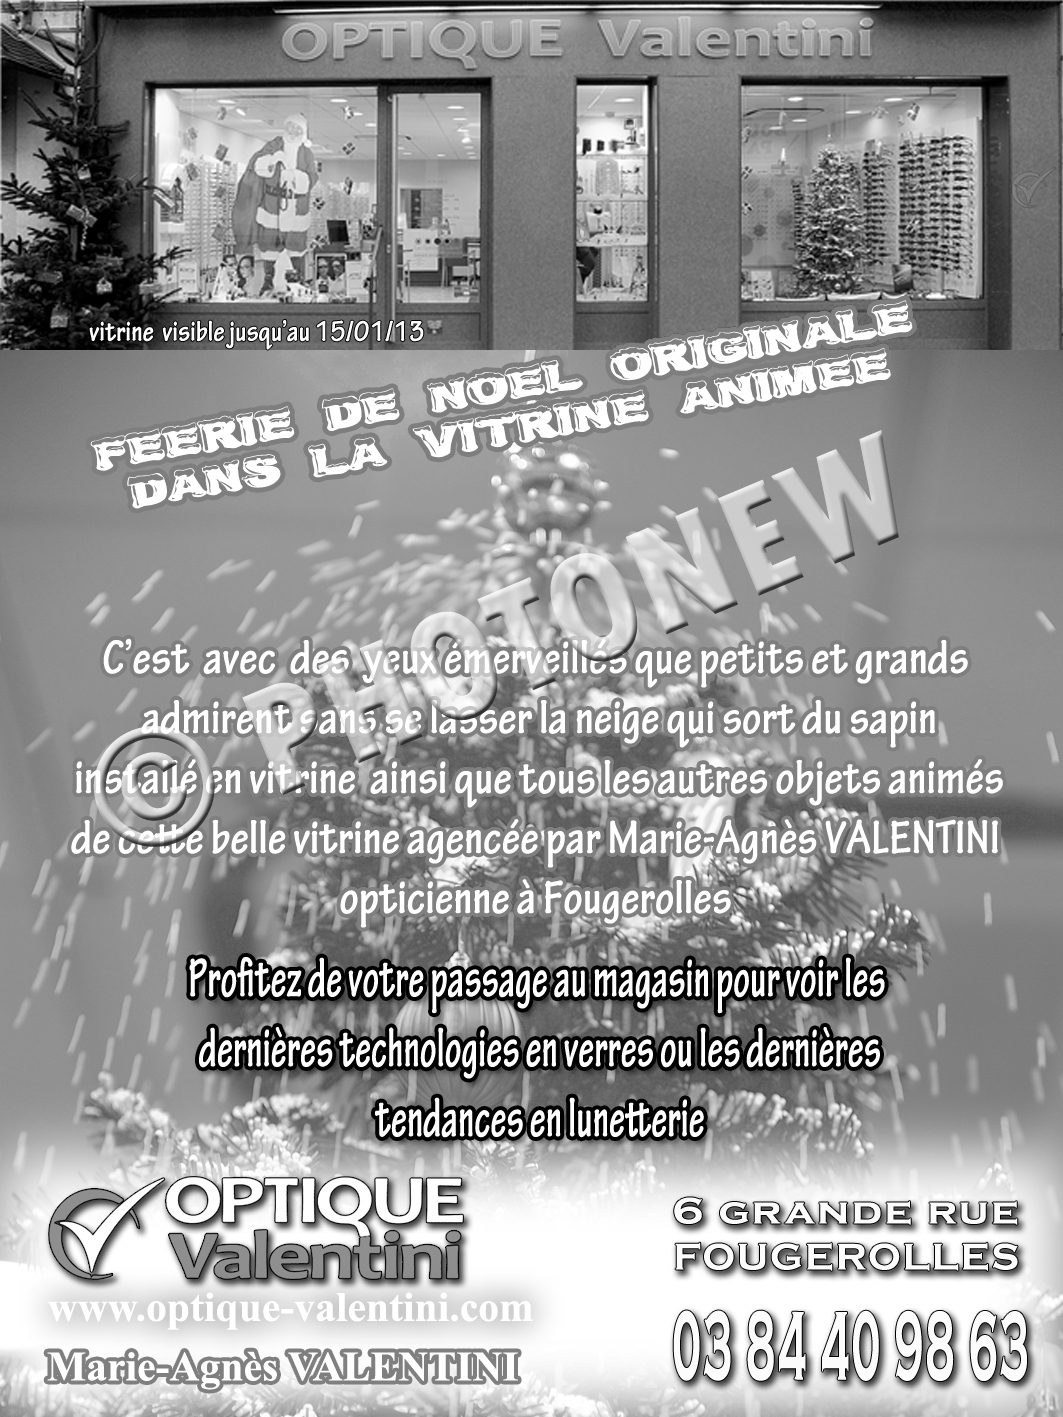 OPTIQUE Valentini
vitrine visible jusqu'au 15/01/13
FEERIE DE NOEL ORIGINALE
DANS LA VITRINE ANIMEE
© PHOTONEW
C'est avec des yeux émerveillés que petits et grands
admirent sans se lasser la neige qui sort du sapin
installé en vitrine ainsi que tous les autres objets animés
de cette belle vitrine agencée par Marie-Agnès VALENTINI
opticienne à Fougerolles
Profitez de votre passage au magasin pour voir les
dernières technologies en verres ou les dernières
tendances en lunetterie
OPTIQUE
Valentini
www.optique-valentini.com
Marie-Agnès VALENTINI
6 GRANDE RUE
FOUGEROLLES
03 84 40 98 63